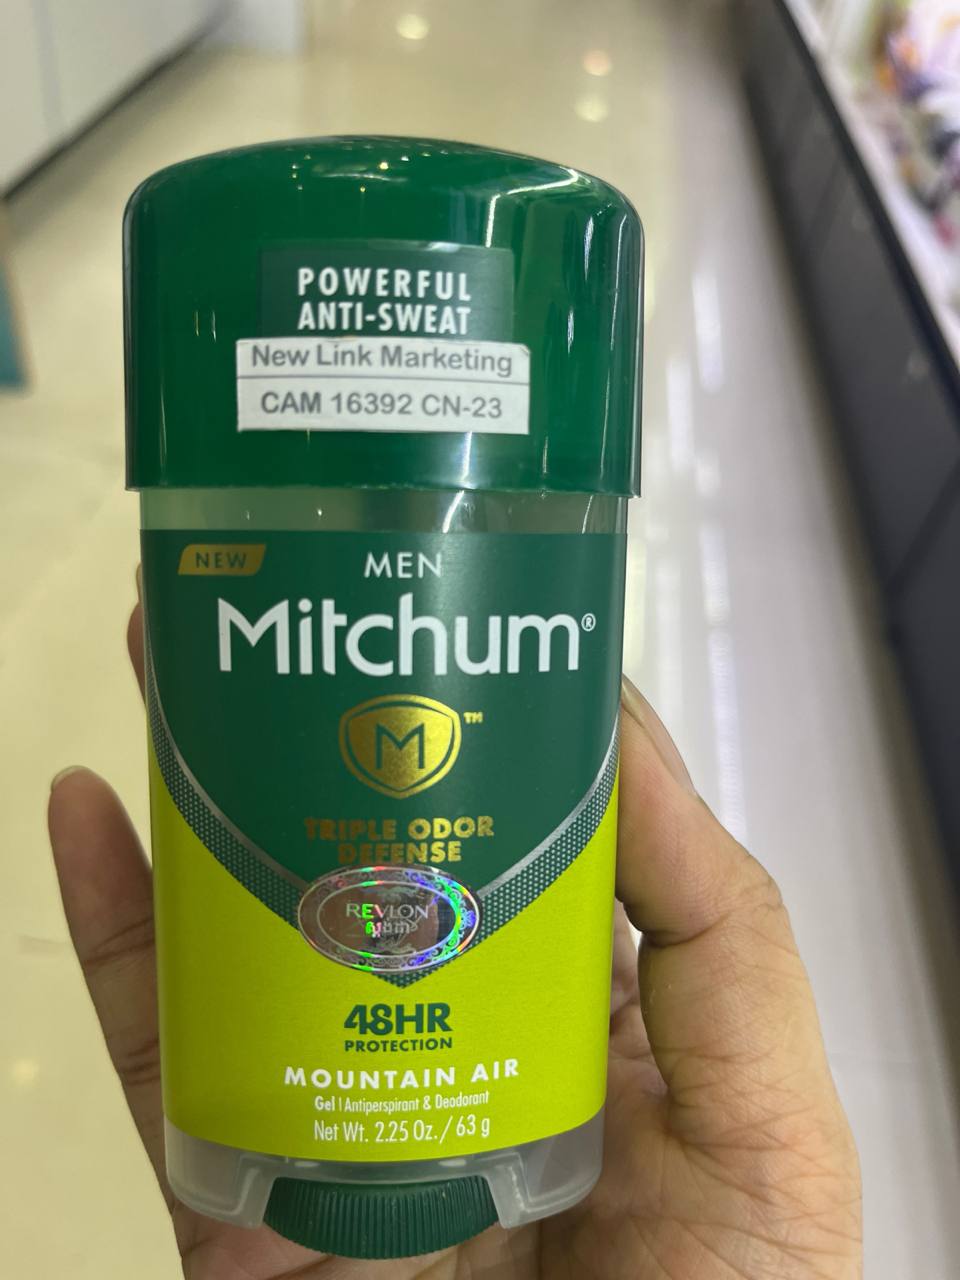 POWERFUL
ANTI-SWEAT
New Link Marketing
CAM 16392 CN-23
NEW
MEN
Mitchum®
M™
TRIPLE ODOR
DEFENSE
REVLON
48HR
PROTECTION
MOUNTAIN AIR
Gel | Antiperspirant & Deodorant
Net Wt. 2.25 Oz. / 63 g